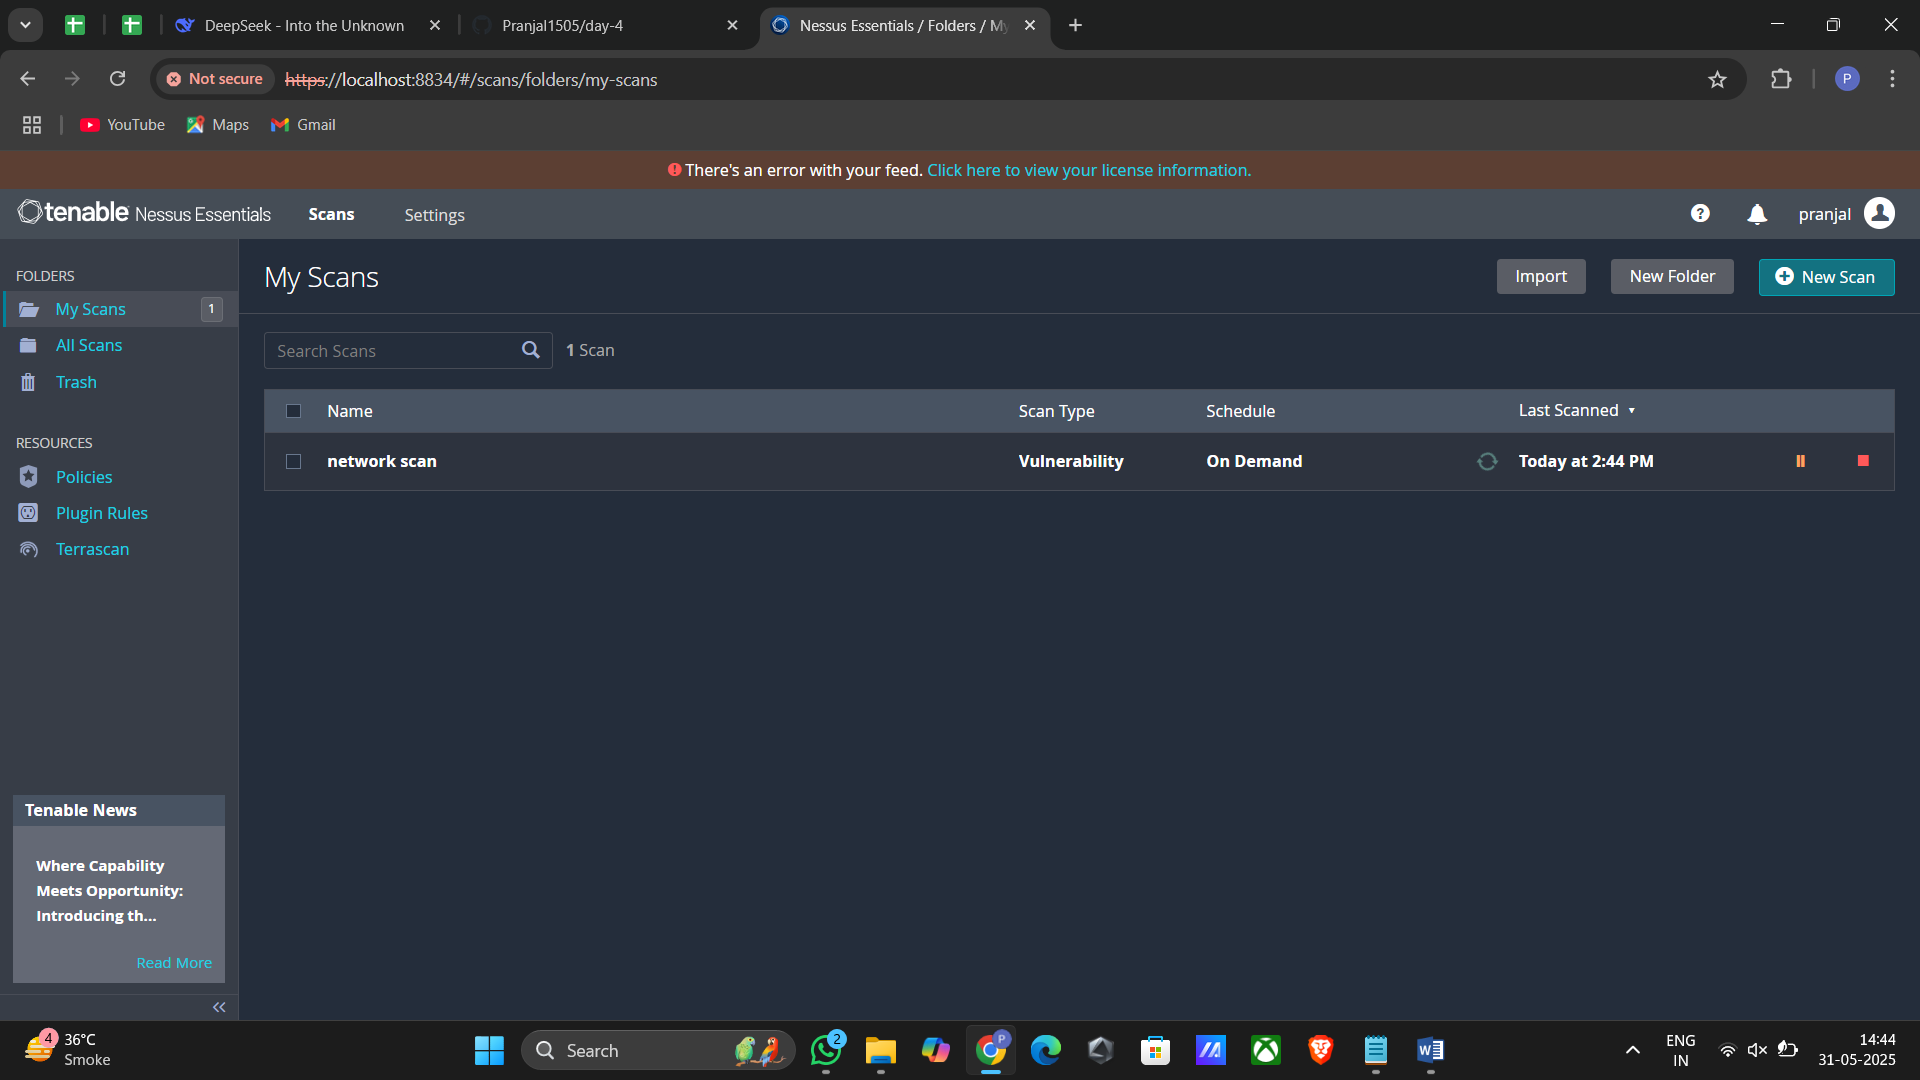 DeepSeek - Into the Unknown
Pranjal1505/day-4
Nessus Essentials / Folders / My
Not secure
https://localhost:8834/#/scans/folders/my-scans
P
YouTube
Maps
Gmail
There's an error with your feed. Click here to view your license information.
tenable Nessus Essentials
Scans
Settings
pranjal
FOLDERS
My Scans
1
All Scans
Trash
RESOURCES
Policies
Plugin Rules
Terrascan
My Scans
Import
New Folder
New Scan
Search Scans
1 Scan
Name
Scan Type
Schedule
Last Scanned
network scan
Vulnerability
On Demand
Today at 2:44 PM
Tenable News
Where Capability
Meets Opportunity:
Introducing th...
Read More
4
36°C
Smoke
Search
2
P
ENG
IN
14:44
31-05-2025